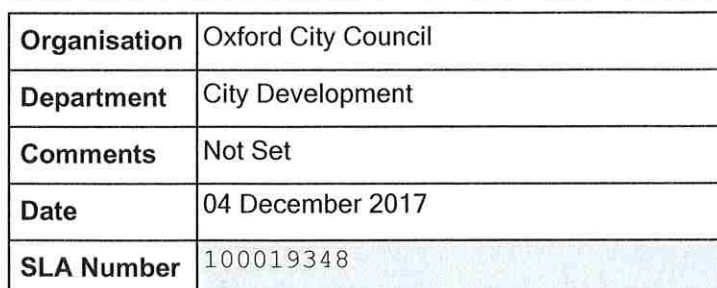 Organisation Oxford City Council
Department City Development
Comments Not Set
Date 04 December 2017
SLA Number 100019348